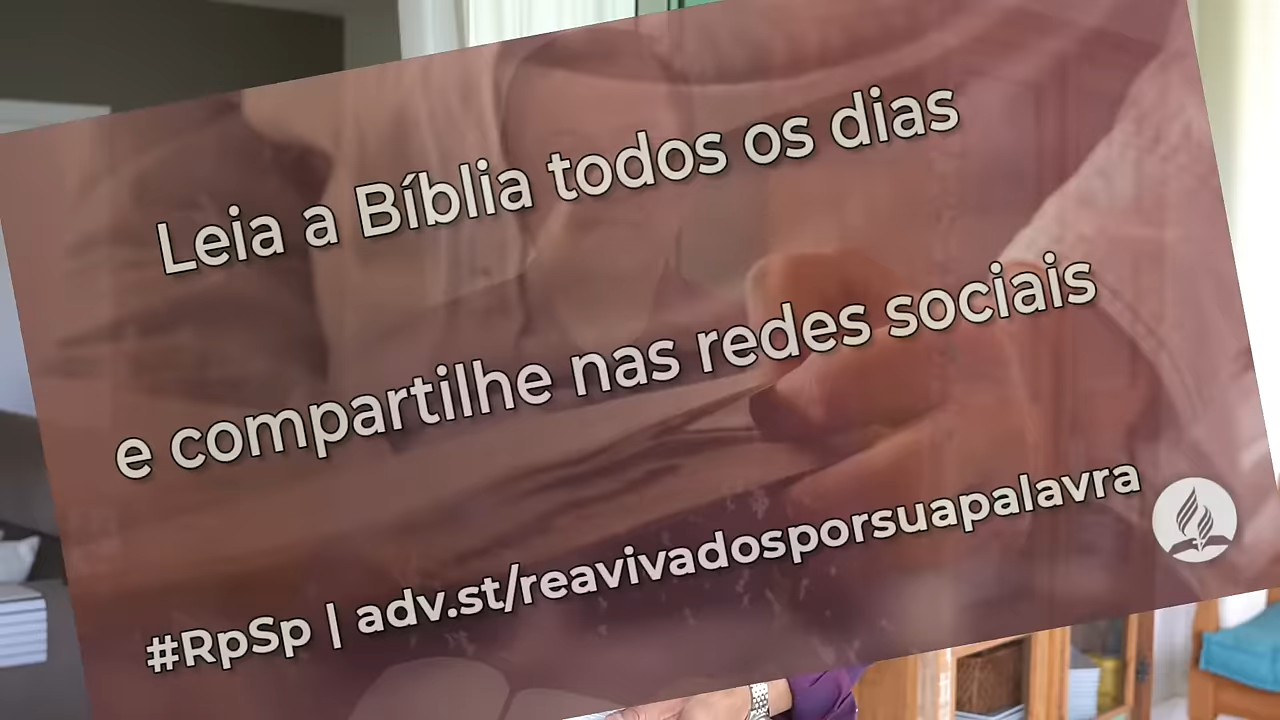 Leia a Bíblia todos os dias
e compartilhe nas redes sociais
#RpSp | adv.st/reavivadosporsuapalavra